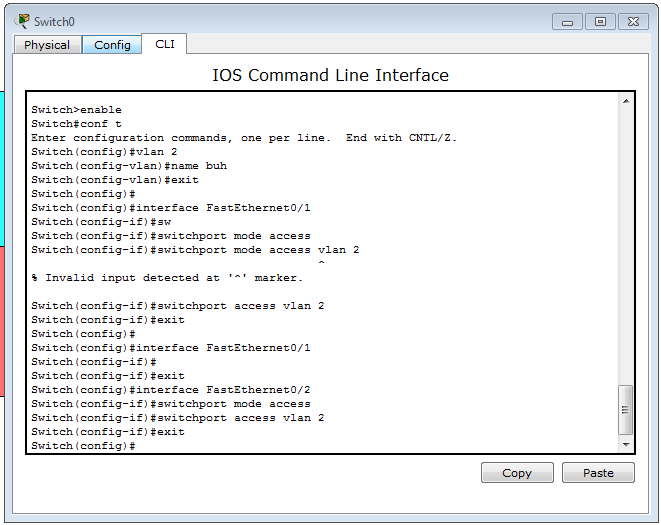 Switch0
Physical Config CLI
IOS Command Line Interface
Switch>enable
Switch#conf t
Enter configuration commands, one per line.  End with CNTL/Z.
Switch(config)#vlan 2
Switch(config-vlan)#name buh
Switch(config-vlan)#exit
Switch(config)#
Switch(config)#interface FastEthernet0/1
Switch(config-if)#sw
Switch(config-if)#switchport mode access
Switch(config-if)#switchport mode access vlan 2
^
% Invalid input detected at '^' marker.
Switch(config-if)#switchport access vlan 2
Switch(config-if)#exit
Switch(config)#
Switch(config)#interface FastEthernet0/1
Switch(config-if)#
Switch(config-if)#exit
Switch(config)#interface FastEthernet0/2
Switch(config-if)#switchport mode access
Switch(config-if)#switchport access vlan 2
Switch(config-if)#exit
Switch(config)#
Copy Paste